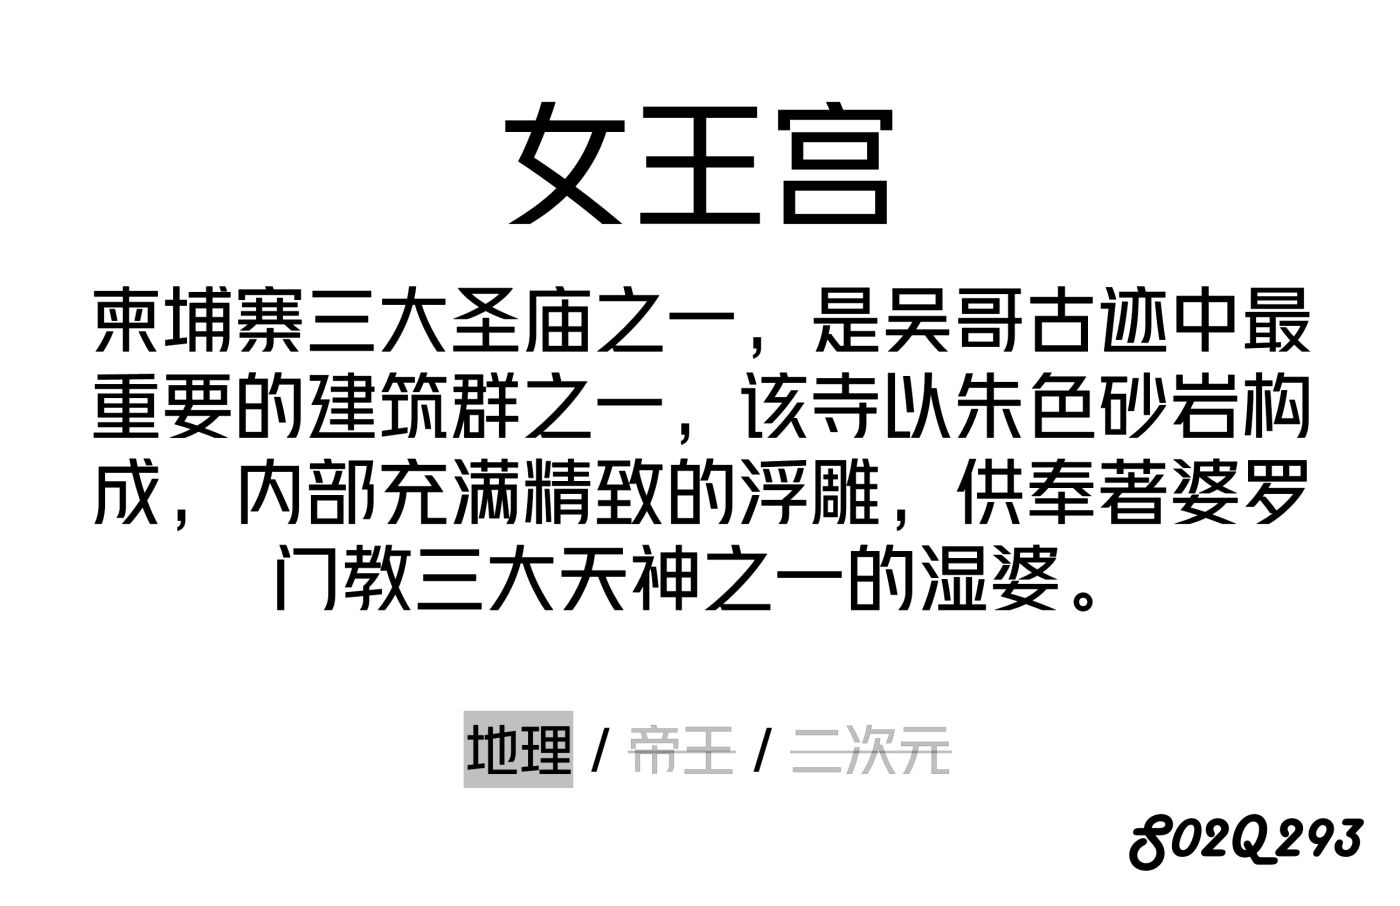 女王宫
柬埔寨三大圣庙之一，是吴哥古迹中最
重要的建筑群之一，该寺以朱色砂岩构
成，内部充满精致的浮雕，供奉著婆罗
门教三大天神之一的湿婆。
地理 / 帝王 / 二次元
S02Q293